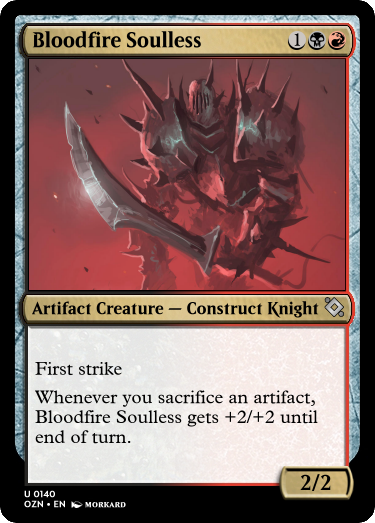 Bloodfire Soulless 1
Artifact Creature — Construct Knight
First strike
Whenever you sacrifice an artifact,
Bloodfire Soulless gets +2/+2 until
end of turn.
2/2
U 0140
OZN • EN MORKARD